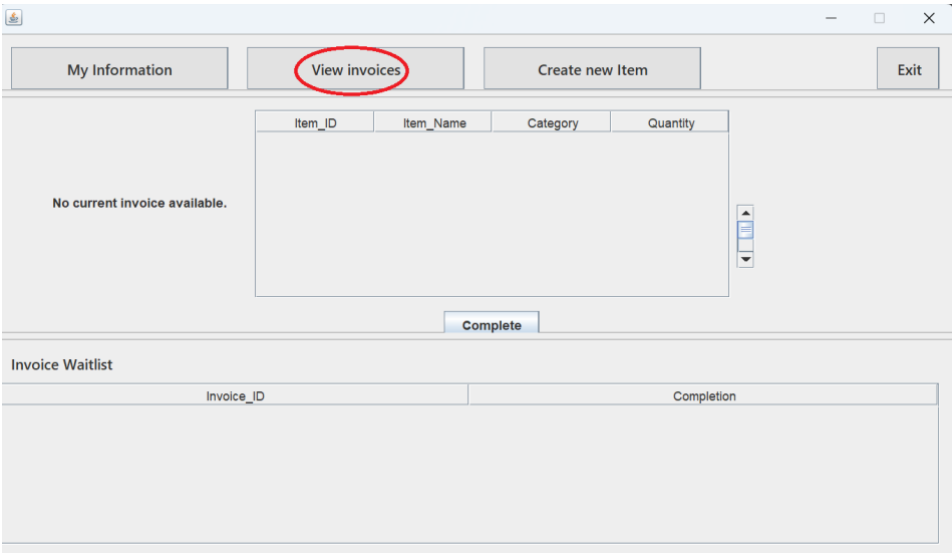 My Information View invoices Create new Item Exit
Item_ID Item_Name Category Quantity
No current invoice available.
Complete
Invoice Waitlist
Invoice_ID Completion